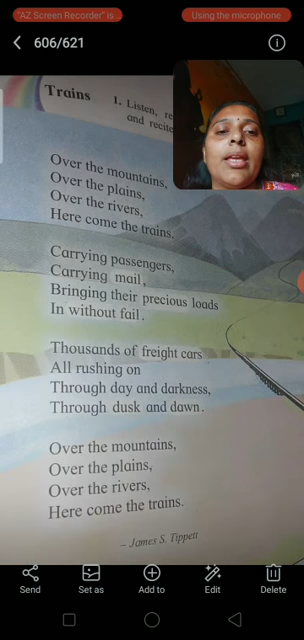 "AZ Screen Recorder" is ..
Using the microphone
606/621
Trains
1. Listen, re
and recite
Over the mountains,
Over the plains,
Over the rivers,
Here come the trains.
Carrying passengers,
Carrying mail,
Bringing their precious loads
In without fail.
Thousands of freight cars
All rushing on
Through day and darkness,
Through dusk and dawn.
Over the mountains,
Over the plains,
Over the rivers,
Here come the trains.
– James S. Tippett
Send
Set as
Add to
Edit
Delete